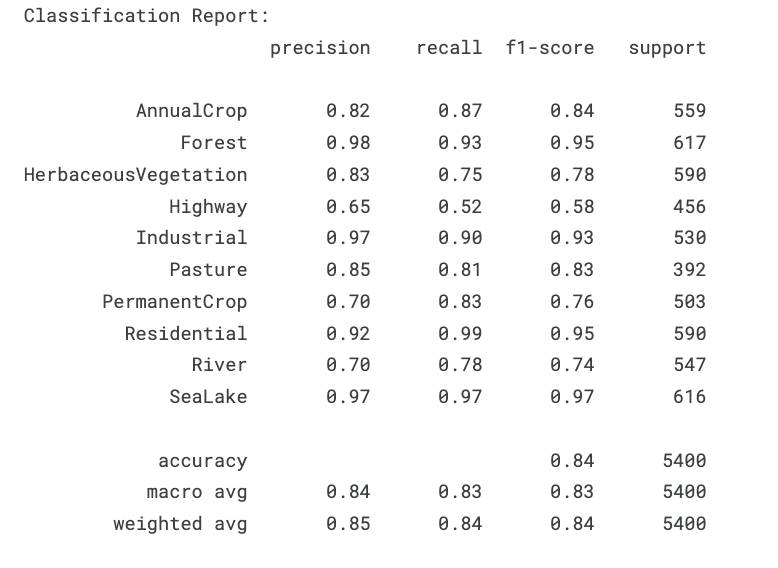 Classification Report:
precision recall f1-score support
AnnualCrop 0.82 0.87 0.84 559
Forest 0.98 0.93 0.95 617
HerbaceousVegetation 0.83 0.75 0.78 590
Highway 0.65 0.52 0.58 456
Industrial 0.97 0.90 0.93 530
Pasture 0.85 0.81 0.83 392
PermanentCrop 0.70 0.83 0.76 503
Residential 0.92 0.99 0.95 590
River 0.70 0.78 0.74 547
SeaLake 0.97 0.97 0.97 616
accuracy 0.84 5400
macro avg 0.84 0.83 0.83 5400
weighted avg 0.85 0.84 0.84 5400